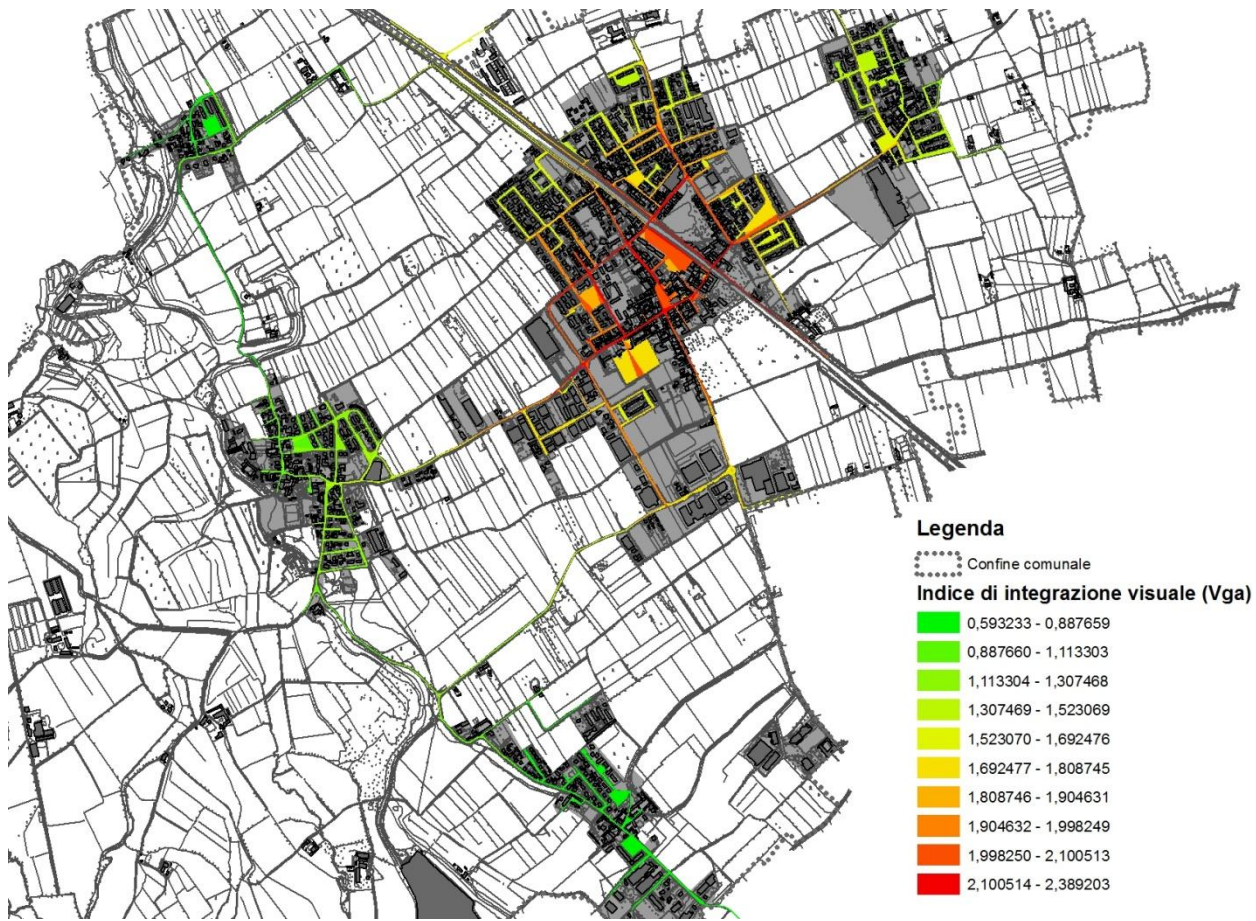 Legenda
Confine comunale
Indice di integrazione visuale (Vga)
0,593233 - 0,887659
0,887660 - 1,113303
1,113304 - 1,307468
1,307469 - 1,523069
1,523070 - 1,692476
1,692477 - 1,808745
1,808746 - 1,904631
1,904632 - 1,998249
1,998250 - 2,100513
2,100514 - 2,389203